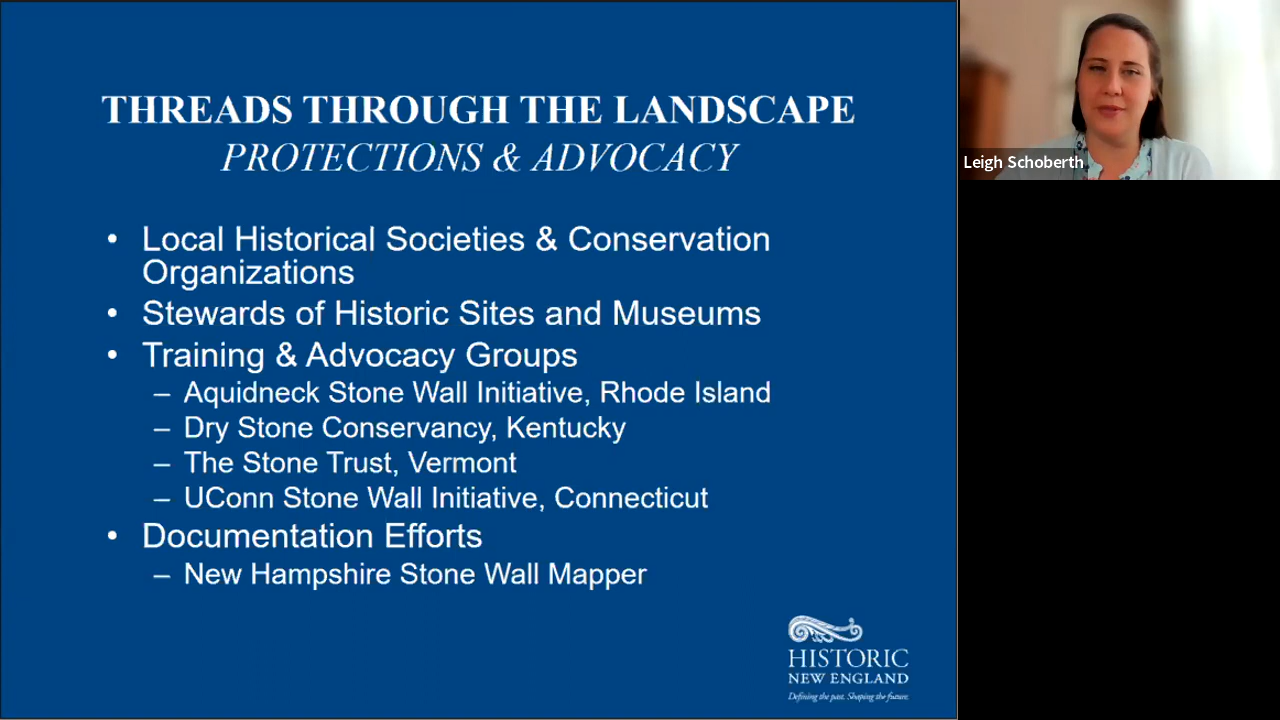 THREADS THROUGH THE LANDSCAPE
PROTECTIONS & ADVOCACY
• Local Historical Societies & Conservation
Organizations
• Stewards of Historic Sites and Museums
• Training & Advocacy Groups
– Aquidneck Stone Wall Initiative, Rhode Island
– Dry Stone Conservancy, Kentucky
– The Stone Trust, Vermont
– UConn Stone Wall Initiative, Connecticut
• Documentation Efforts
– New Hampshire Stone Wall Mapper
HISTORIC
NEW ENGLAND
Defining the past. Shaping the future.
Leigh Schoberth